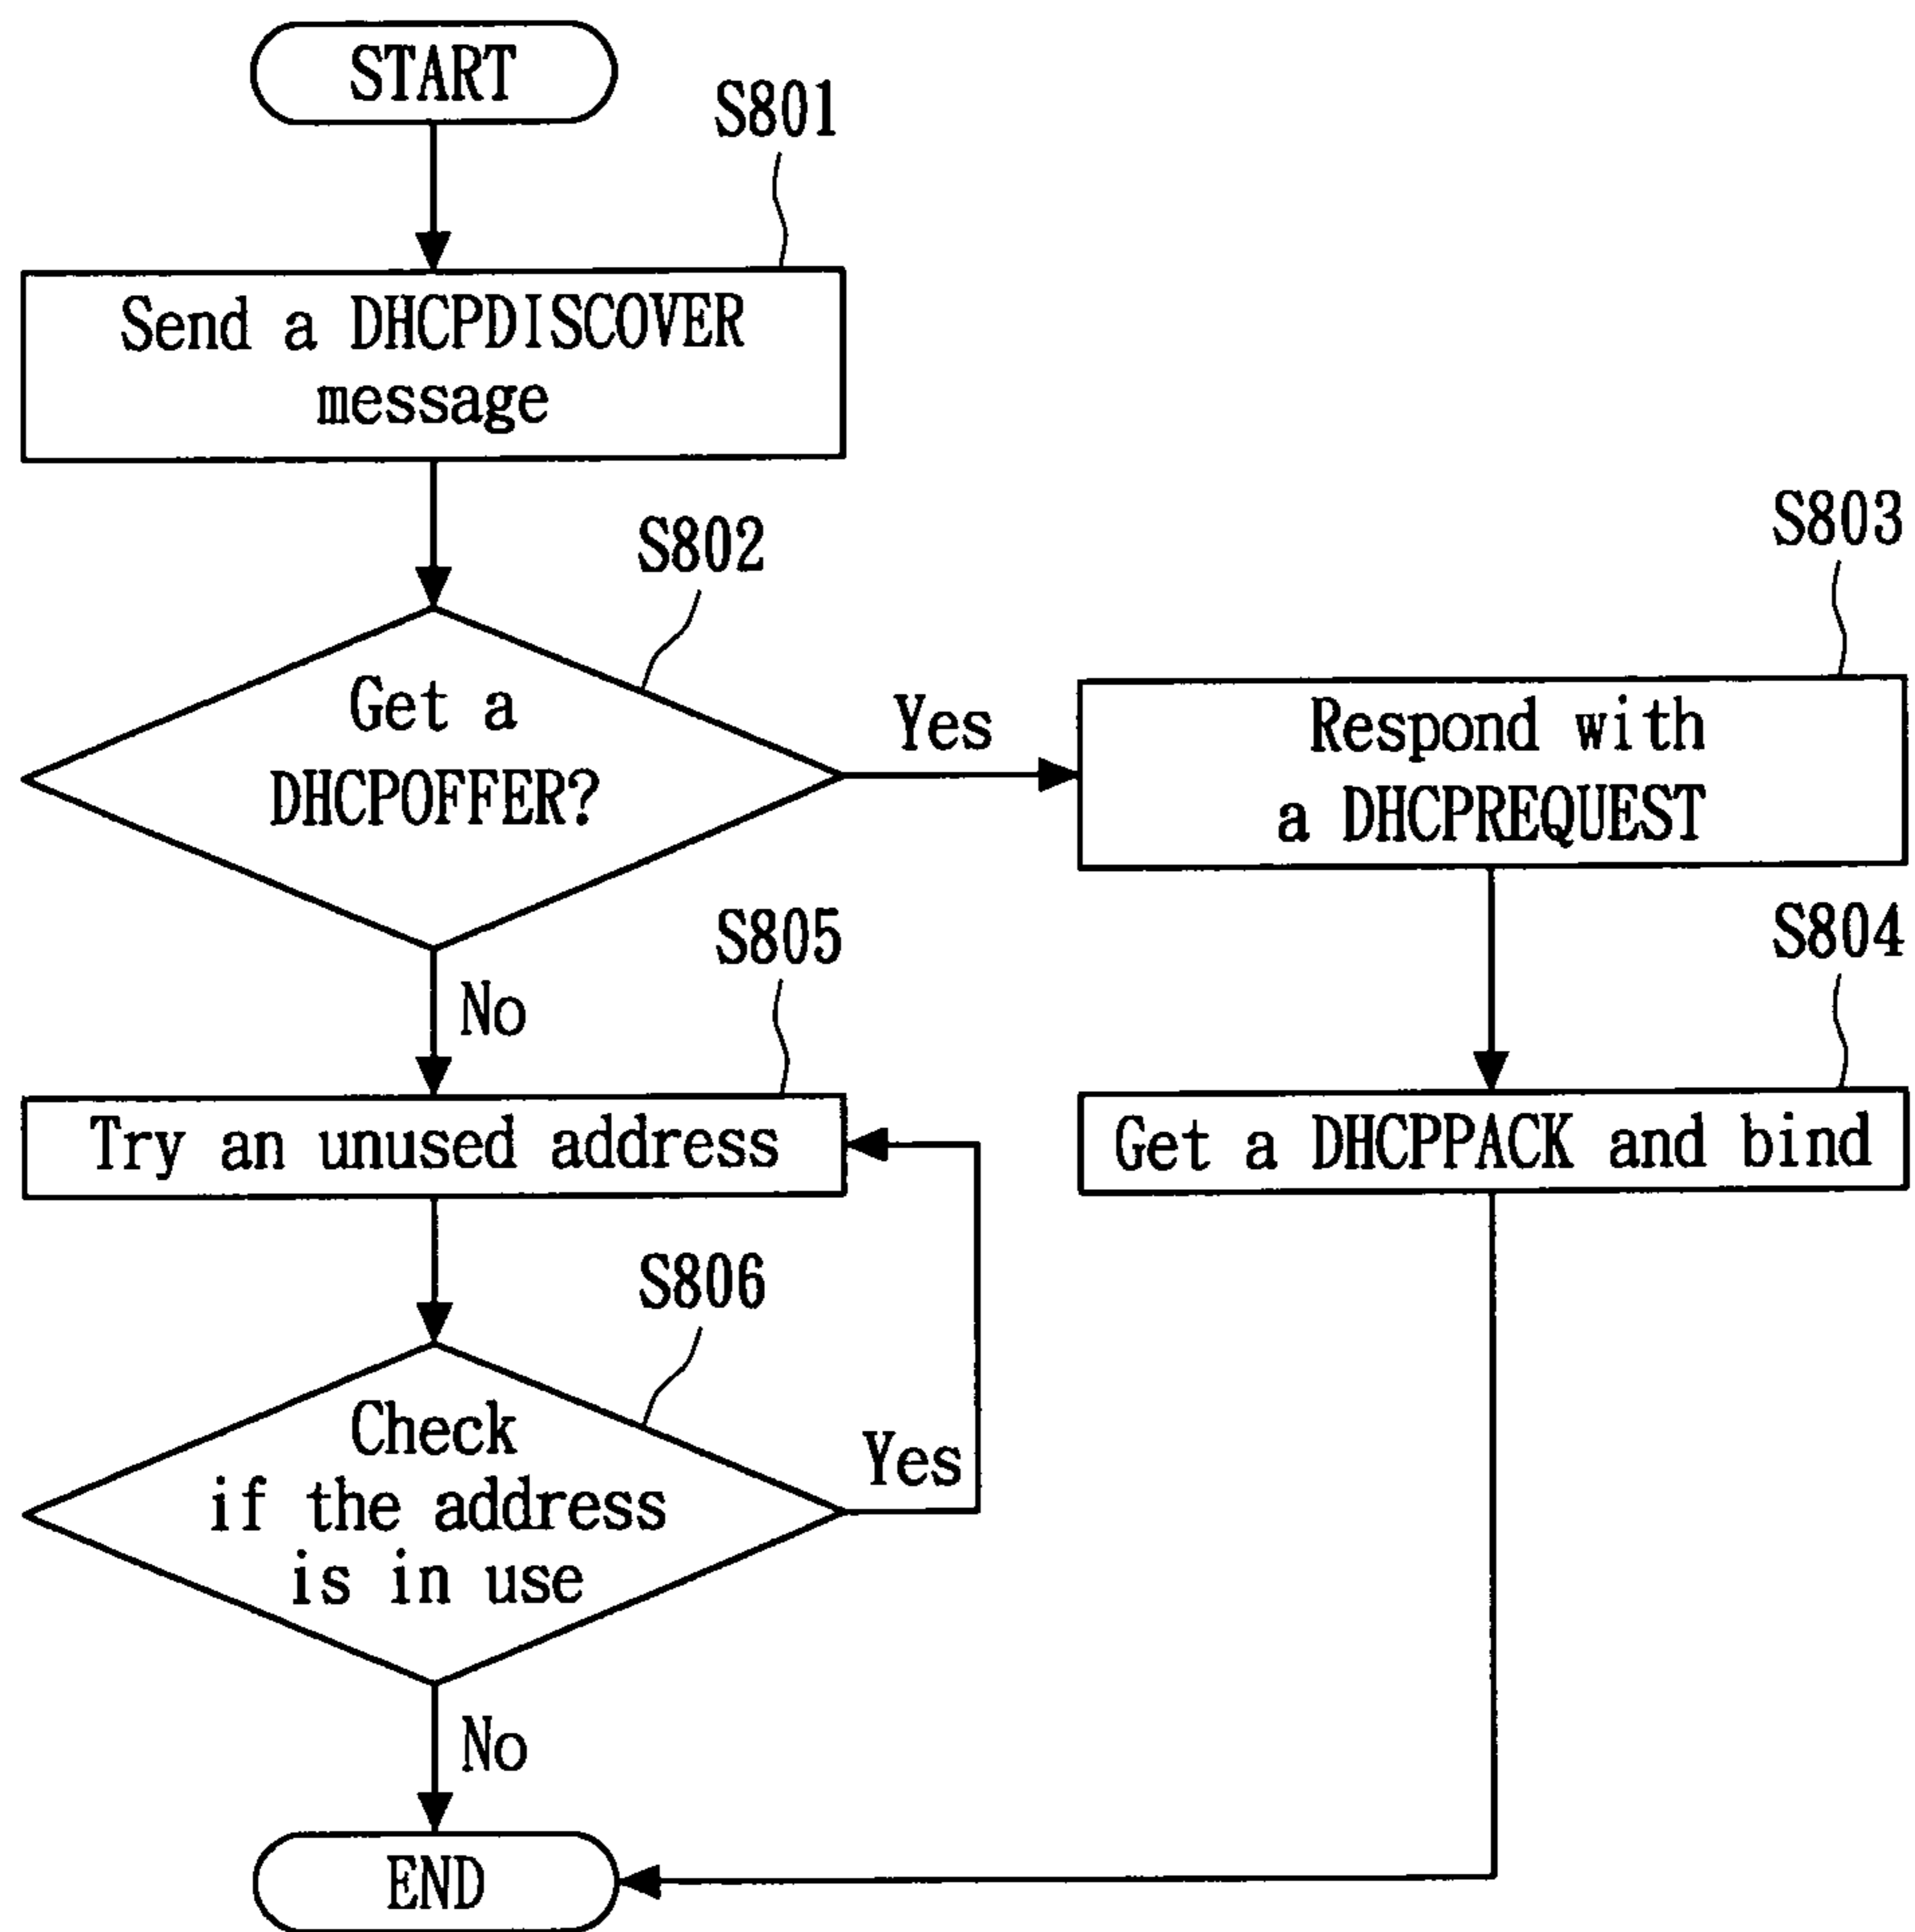 START
S801
Send a DHCPDISCOVER
message
S802
Get a
DHCPOFFER?
Yes
S803
Respond with
a DHCPREQUEST
No
S805
Try an unused address
S804
Get a DHCPPACK and bind
S806
Check
if the address
is in use
Yes
No
END